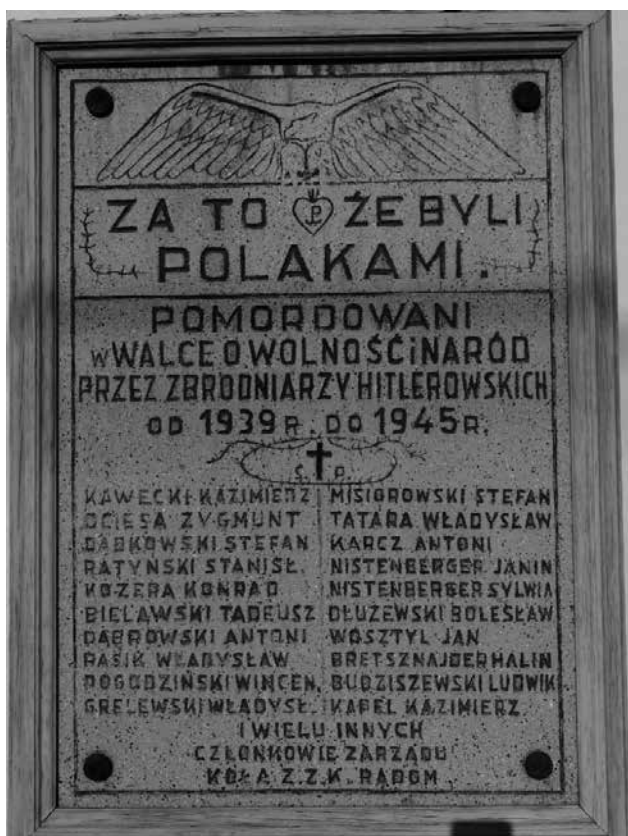 ZA TO ŻE BYLI
POLAKAMI.
POMORDOWANI
W WALCE O WOLNOŚĆ i NARÓD
PRZEZ ZBRODNIARZY HITLEROWSKICH
OD 1939 R. DO 1945 R.
Ś. P.
KAWECKI KAZIMIERZ MISIOROWSKI STEFAN
OCIESA ZYGMUNT TATARA WŁADYSŁAW
DĄBKOWSKI STEFAN KARCZ ANTONI
RATYŃSKI STANISŁ. NISTENBERGER JANIN
KOZERA KONRAD NISTENBERGER SYLWIA
BIELAWSKI TADEUSZ DŁUŻEWSKI BOLESŁAW
DĄBROWSKI ANTONI WOSZTYL JAN
PASIK WŁADYSŁAW BRETSZNAJDER HALIN
POGODZIŃSKI WINCEN. BUDZISZEWSKI LUDWIK
GRELEWSKI WŁADYSŁ. KABEL KAZIMIERZ
I WIELU INNYCH
CZŁONKOWIE ZARZĄDU
KOŁA Z.Z.K. RADOM